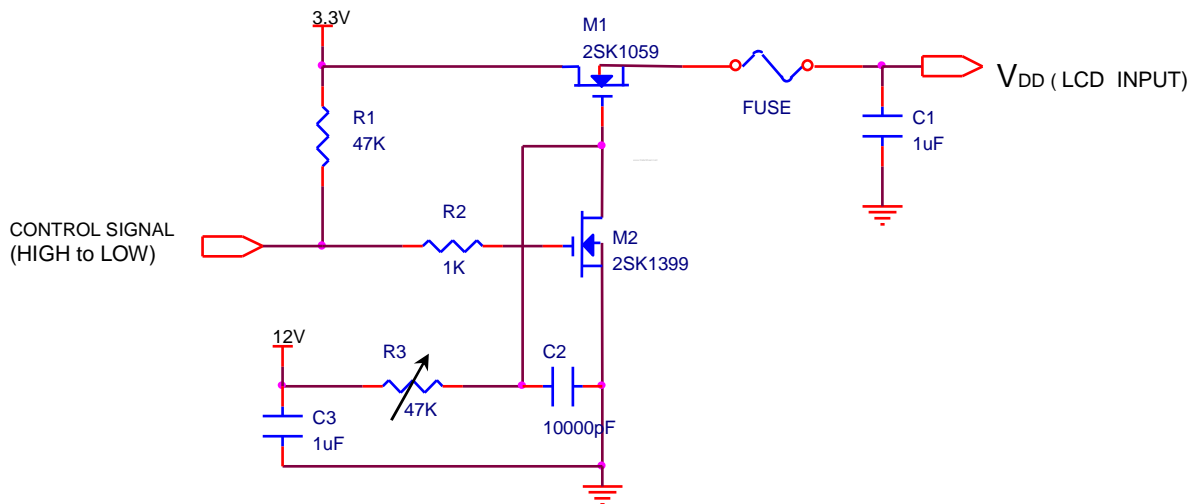 3.3V
M1
2SK1059
FUSE
VDD ( LCD INPUT)
R1
47K
C1
1uF
CONTROL SIGNAL
(HIGH to LOW)
R2
1K
M2
2SK1399
12V
R3
47K
C2
10000pF
C3
1uF